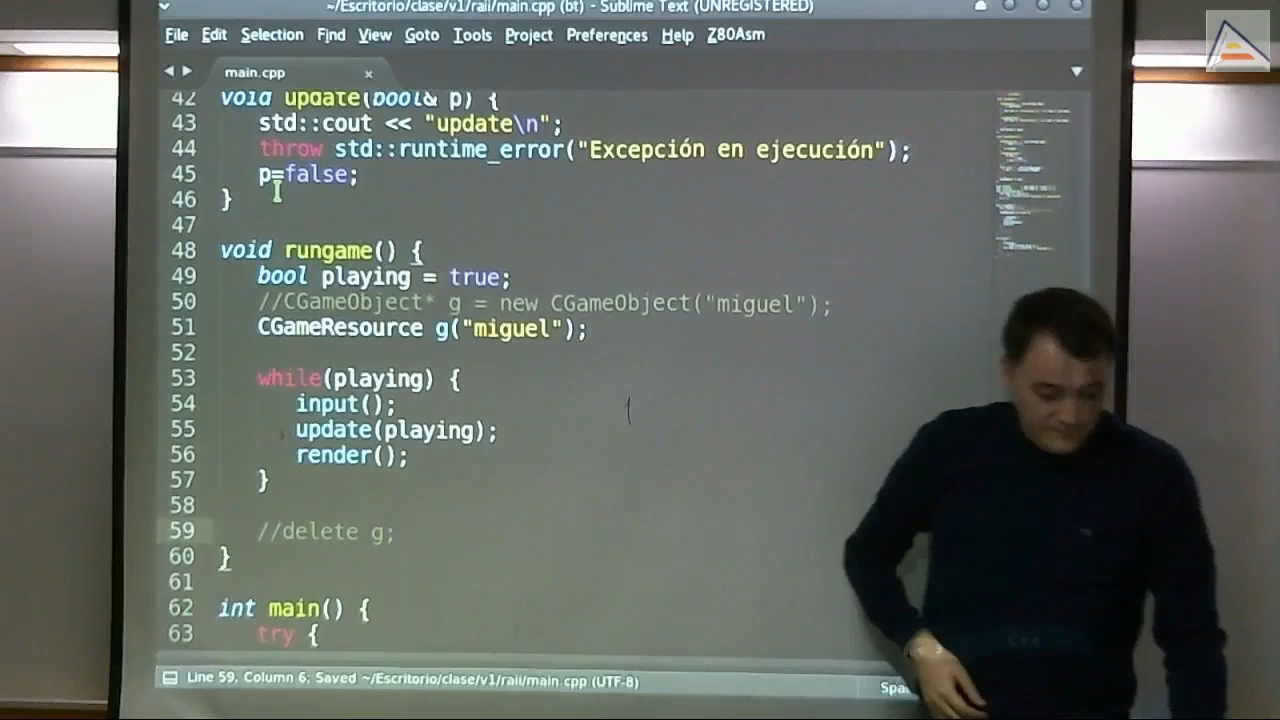 ~/Escritorio/clase/v1/raii/main.cpp (bt) - Sublime Text (UNREGISTERED)
File Edit Selection Find View Goto Tools Project Preferences Help Z80Asm
main.cpp ×
42 void update(bool& p) {
43 std::cout << "update\n";
44 throw std::runtime_error("Excepción en ejecución");
45 p=false;
46 }
47
48 void rungame() {
49 bool playing = true;
50 //CGameObject* g = new CGameObject("miguel");
51 CGameResource g("miguel");
52
53 while(playing) {
54 input();
55 update(playing);
56 render();
57 }
58
59 //delete g;
60 }
61
62 int main() {
63 try {
Line 59, Column 6; Saved ~/Escritorio/clase/v1/raii/main.cpp (UTF-8)